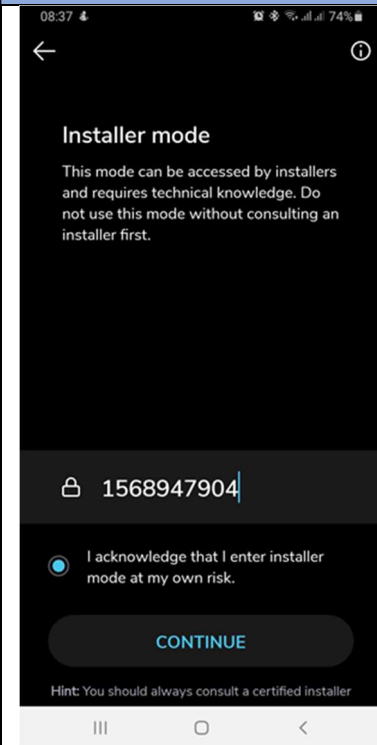 08:37 74%
Installer mode
This mode can be accessed by installers
and requires technical knowledge. Do
not use this mode without consulting an
installer first.
1568947904
I acknowledge that I enter installer
mode at my own risk.
CONTINUE
Hint: You should always consult a certified installer